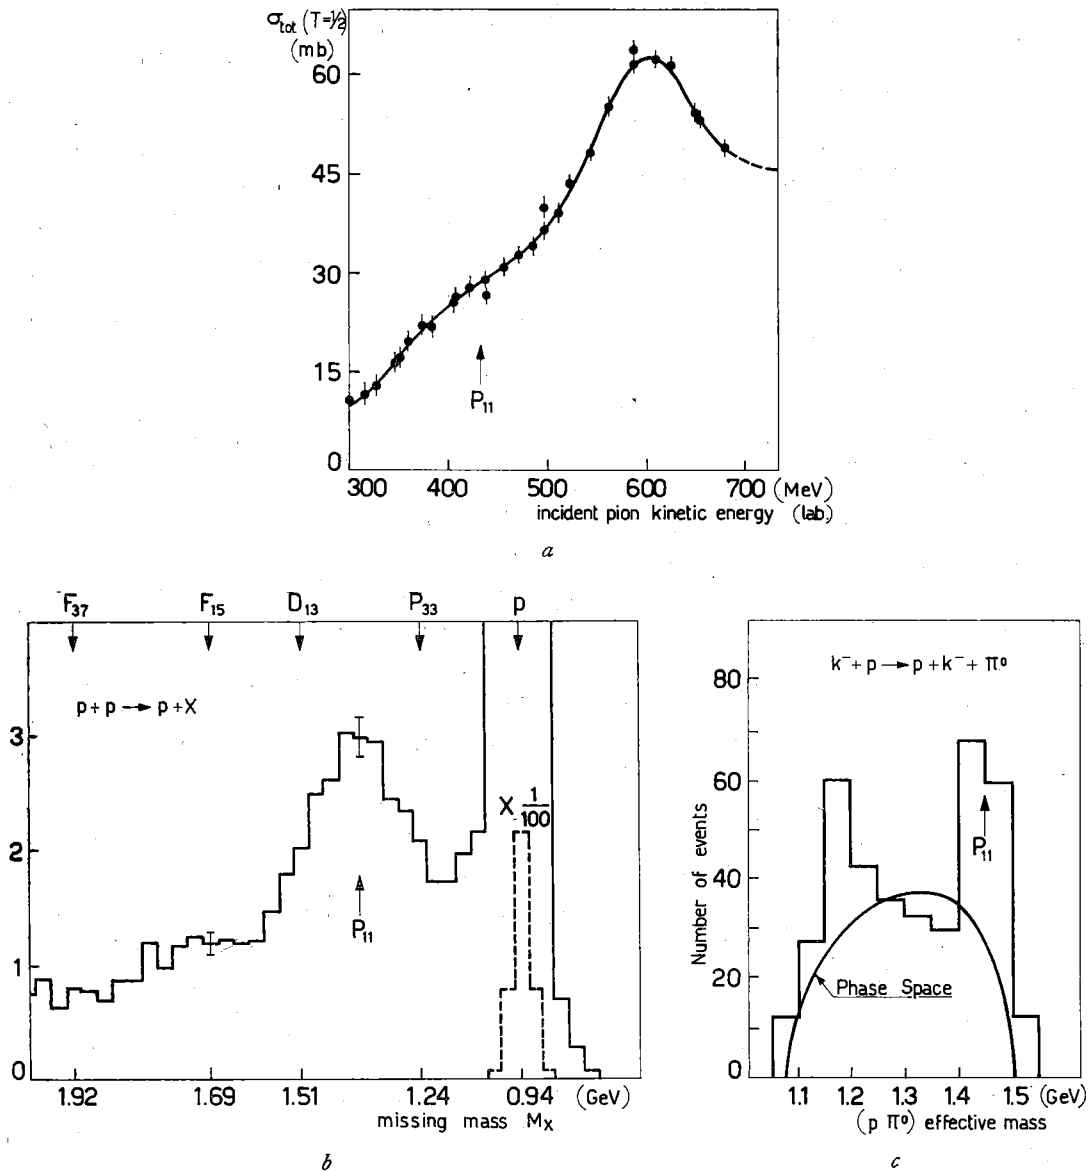 σtot (T=1/2)
(mb)
60
45
30
15
0
P11
300 400 500 600 700 (MeV)
incident pion kinetic energy (lab)
a
F37 F15 D13 P33 p
p+p → p+X
3
2
1
0
X 1/100
P11
1.92 1.69 1.51 1.24 0.94 (GeV)
missing mass Mx
b
k⁻+p → p+k⁻+π⁰
80
60
40
20
0
Number of events
P11
Phase Space
1.1 1.2 1.3 1.4 1.5 (GeV)
(p π⁰) effective mass
c